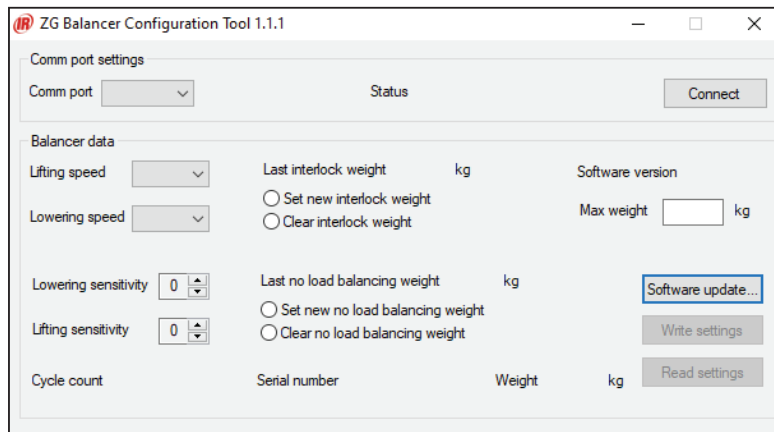 IR ZG Balancer Configuration Tool 1.1.1
Comm port settings
Comm port Status Connect
Balancer data
Lifting speed Last interlock weight kg Software version
Set new interlock weight
Lowering speed Clear interlock weight Max weight kg
Lowering sensitivity 0 Last no load balancing weight kg Software update...
Set new no load balancing weight
Lifting sensitivity 0 Clear no load balancing weight Write settings
Cycle count Serial number Weight kg Read settings